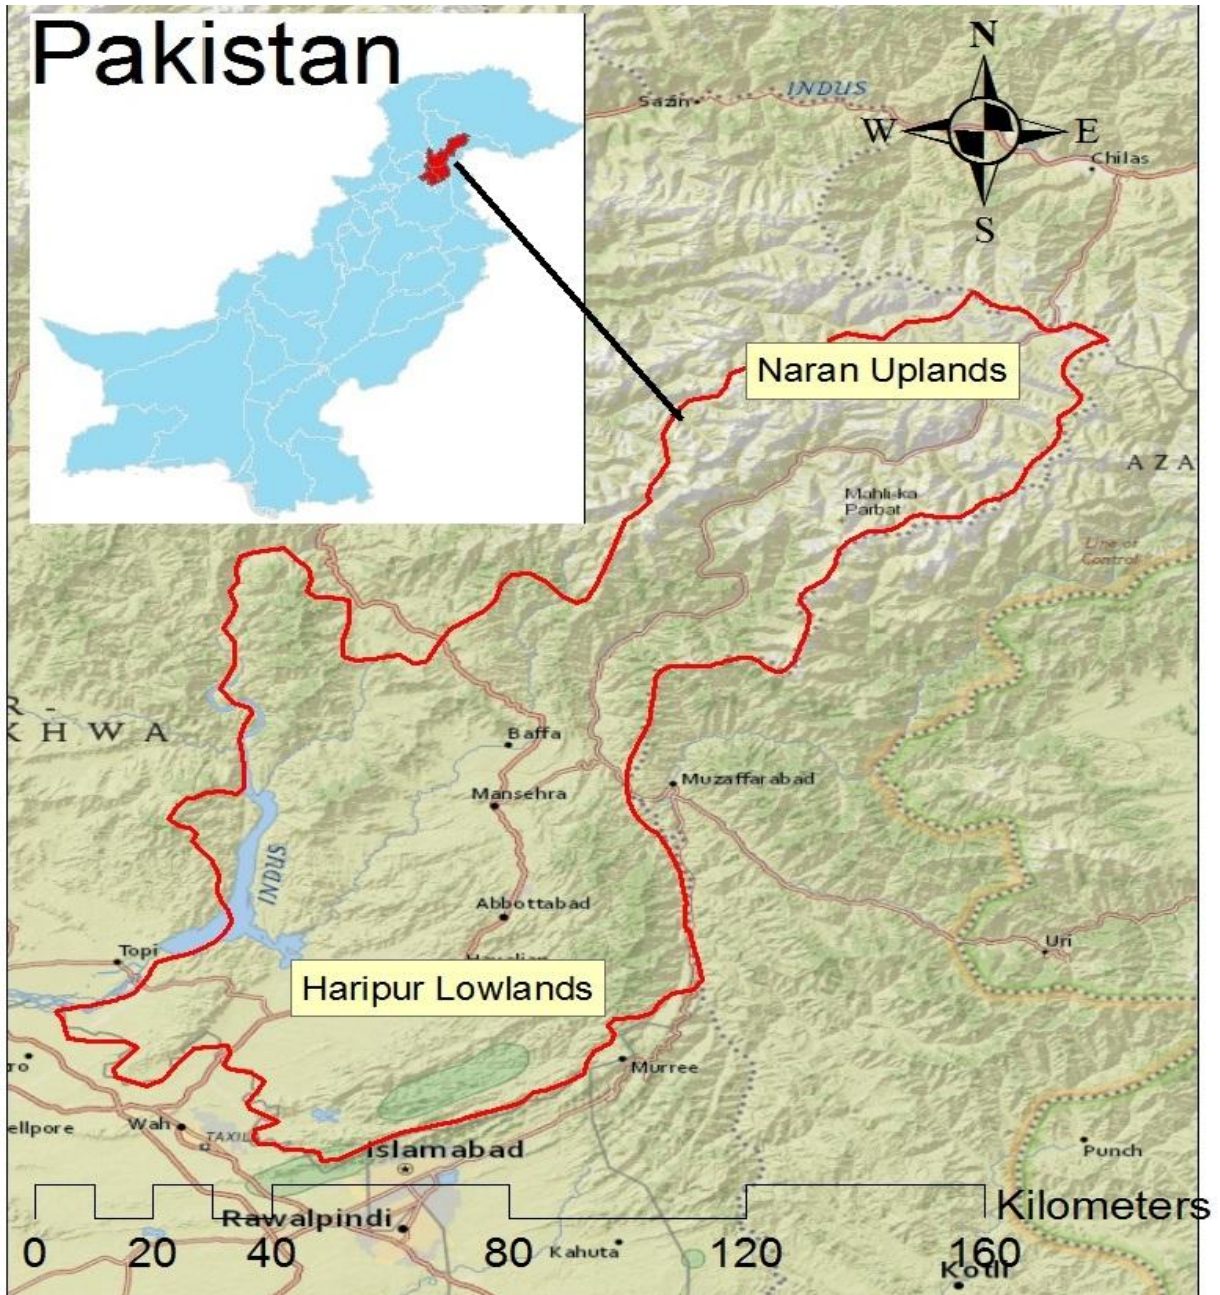 Pakistan
N
W
E
S
INDUS
Sazin
Chilas
Naran Uplands
Mahli-ka
Parbat
AZA
Line of
Control
R -
KHWA
Baffa
Mansehra
Muzaffarabad
INDUS
Abbottabad
Topi
Uri
Haripur Lowlands
ro
Murree
ellpore
Wah
TAXIL
Islamabad
Punch
Rawalpindi
Kilometers
0 20 40 80 120 160
Kahuta
Kotli